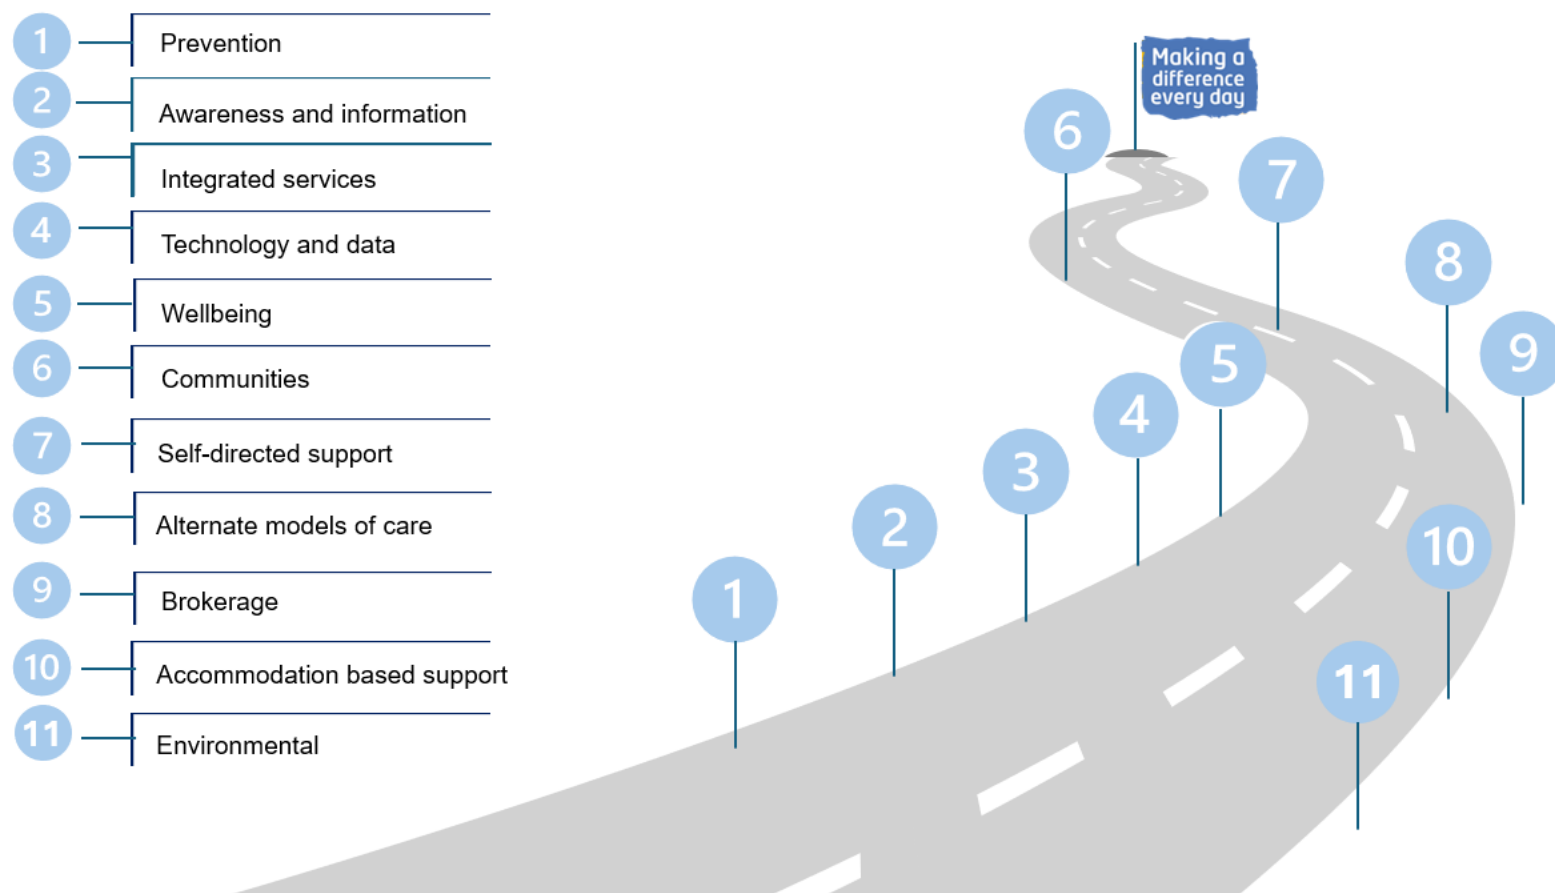 1 Prevention
2 Awareness and information
3 Integrated services
4 Technology and data
5 Wellbeing
6 Communities
7 Self-directed support
8 Alternate models of care
9 Brokerage
10 Accommodation based support
11 Environmental
Making a
difference
every day
6
7
8
9
5
4
3
2
10
1
11